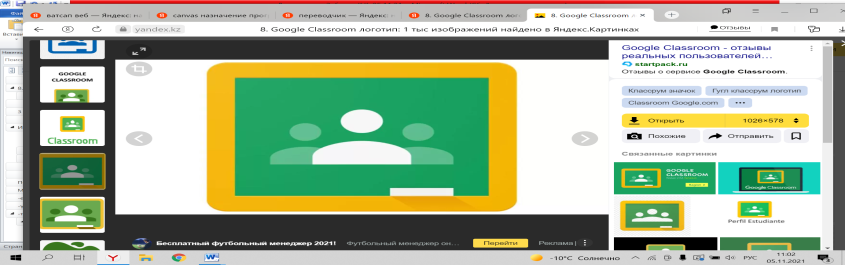 ватсап веб — Яндекс: н
canvas назначение прог
переводчик — Яндекс:
8. Google Classroom лог
8. Google Classroom л
yandex.kz
8. Google Classroom логотип: 1 тыс изображений найдено в Яндекс.Картинках
Отзывы
GOOGLE
CLASSROOM
Classroom
Google Classroom - отзывы
реальных пользователей...
startpack.ru
Отзывы о сервисе Google Classroom.
Классрум значок
Гугл классрум логотип
Classroom Google.com
Открыть
1026×578
Похожие
Отправить
Связанные картинки
GOOGLE
CLASSROOM
Google Classroom
Perfil Estudiante
Бесплатный футбольный менеджер 2021!
Футбольный менеджер он...
Перейти
Реклама
-10°C Солнечно
РУС
11:02
05.11.2021